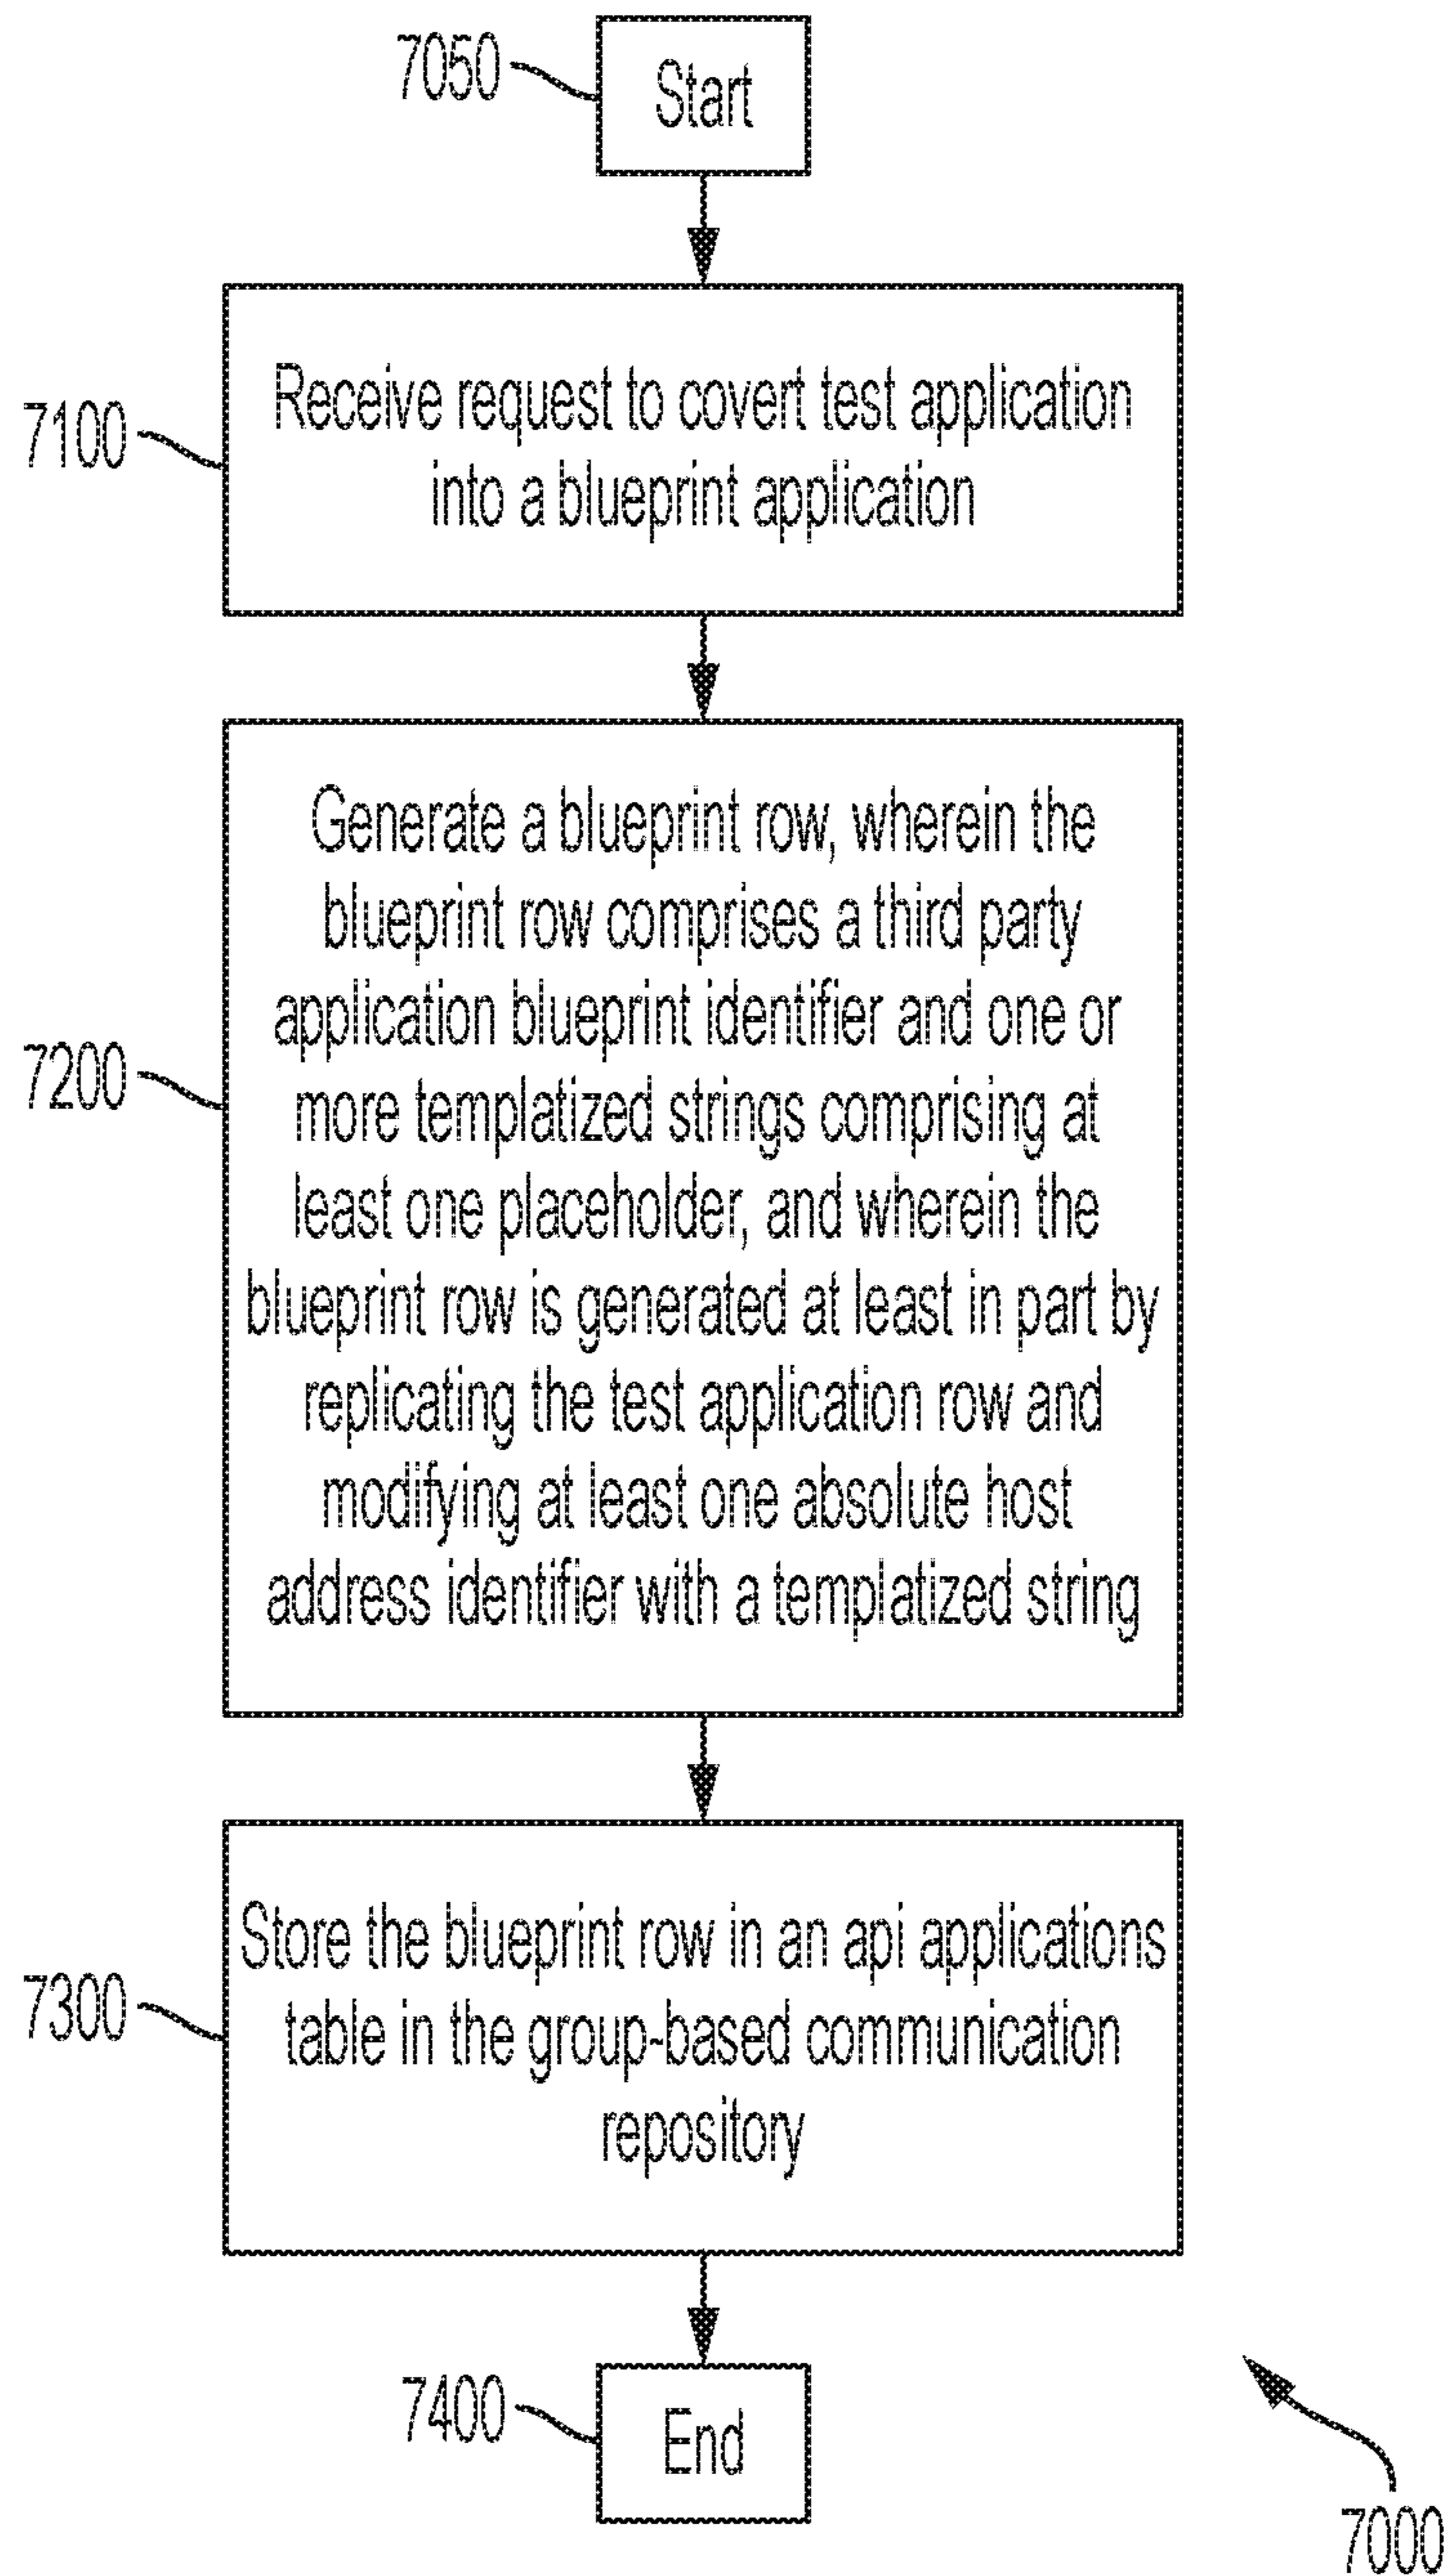 7050
Start
7100
Receive request to covert test application
into a blueprint application
7200
Generate a blueprint row, wherein the
blueprint row comprises a third party
application blueprint identifier and one or
more templatized strings comprising at
least one placeholder, and wherein the
blueprint row is generated at least in part by
replicating the test application row and
modifying at least one absolute host
address identifier with a templatized string
7300
Store the blueprint row in an api applications
table in the group-based communication
repository
7400
End
7000